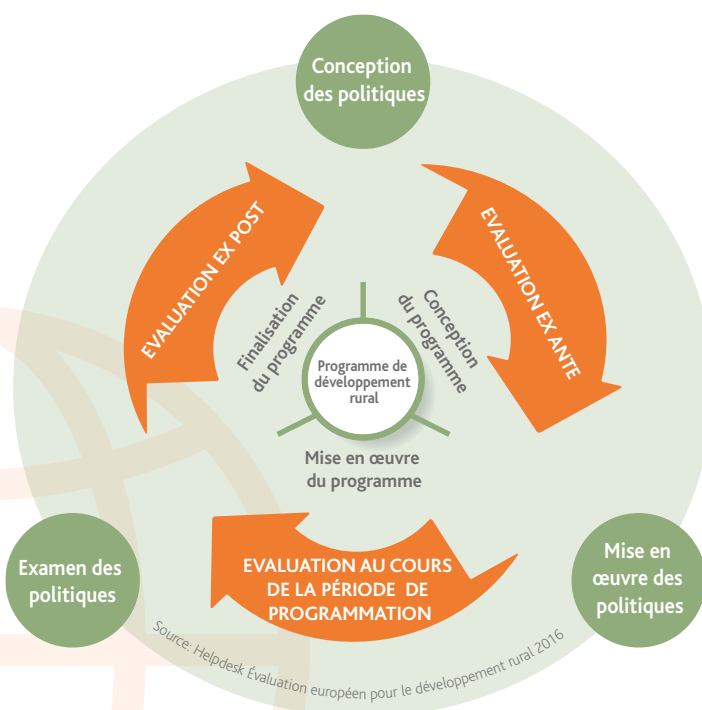 Conception
des politiques
EVALUATION EX POST
EVALUATION EX ANTE
Finalisation
du programme
Conception
du programme
Programme de
développement
rural
Mise en œuvre
du programme
Examen des
politiques
EVALUATION AU COURS
DE LA PÉRIODE DE
PROGRAMMATION
Mise en
œuvre des
politiques
Source: Helpdesk Évaluation européen pour le développement rural 2016